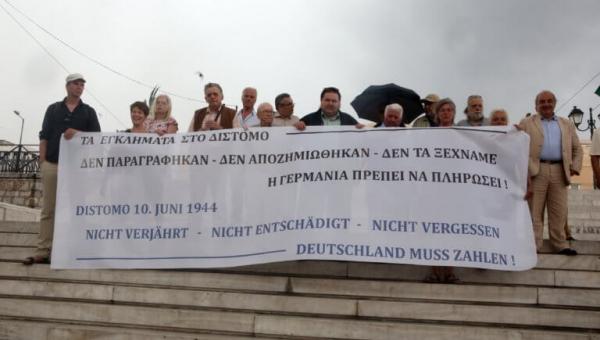 ΤΑ ΕΓΚΛΗΜΑΤΑ ΣΤΟ ΔΙΣΤΟΜΟ
ΔΕΝ ΠΑΡΑΓΡΑΦΗΚΑΝ - ΔΕΝ ΑΠΟΖΗΜΙΩΘΗΚΑΝ - ΔΕΝ ΤΑ ΞΕΧΝΑΜΕ
Η ΓΕΡΜΑΝΙΑ ΠΡΕΠΕΙ ΝΑ ΠΛΗΡΩΣΕΙ !
DISTOMO 10. JUNI 1944
NICHT VERJÄHRT - NICHT ENTSCHÄDIGT - NICHT VERGESSEN
DEUTSCHLAND MUSS ZAHLEN !